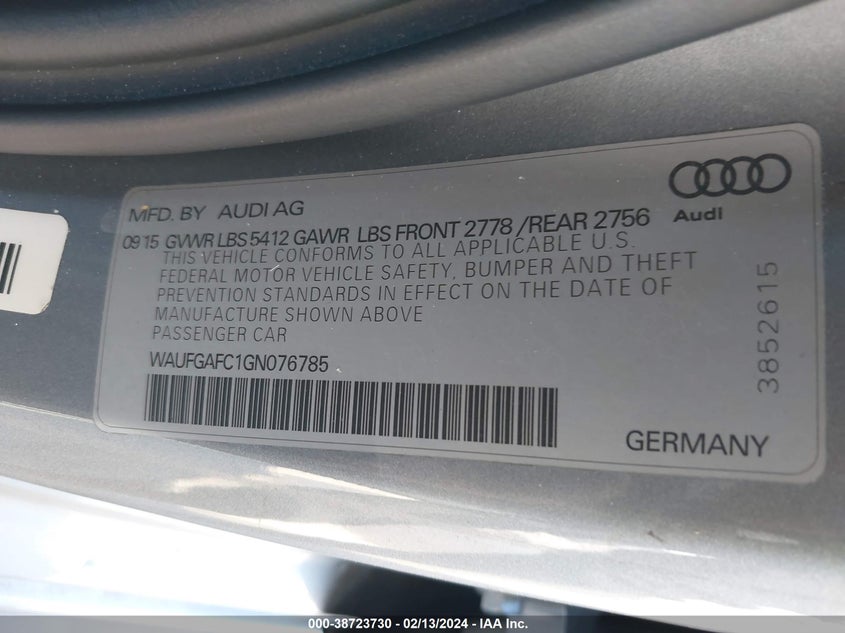 MFD. BY AUDI AG
Audi
09 15 GVWR LBS 5412 GAWR LBS FRONT 2778 /REAR 2756
THIS VEHICLE CONFORMS TO ALL APPLICABLE U.S.
FEDERAL MOTOR VEHICLE SAFETY, BUMPER AND THEFT
PREVENTION STANDARDS IN EFFECT ON THE DATE OF
MANUFACTURE SHOWN ABOVE
PASSENGER CAR
WAUFGAFC1GN076785
3852615
GERMANY
000-38723730 - 02/13/2024 - IAA Inc.